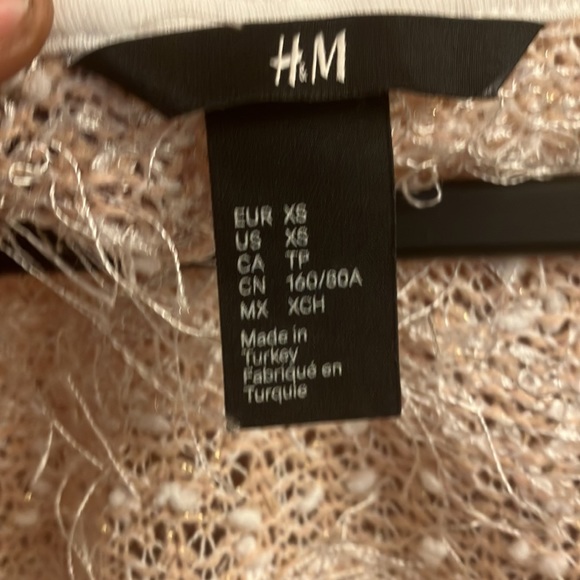 H&M
EUR XS
US XS
CA TP
CN 160/80A
MX XCH
Made in
Turkey
Fabriqué en
Turquie